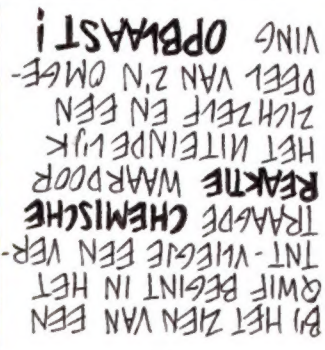 BIJ HET ZIEN VAN EEN
QWIF BEGINT IN HET
TNT-VLIEGJE EEN VER-
TRAAGDE CHEMISCHE
REAKTIE WAARDOOR
HET UITEINDELIJK
ZICHZELF EN EEN
DEEL VAN Z'N OMGE-
VING OPBLAAST!